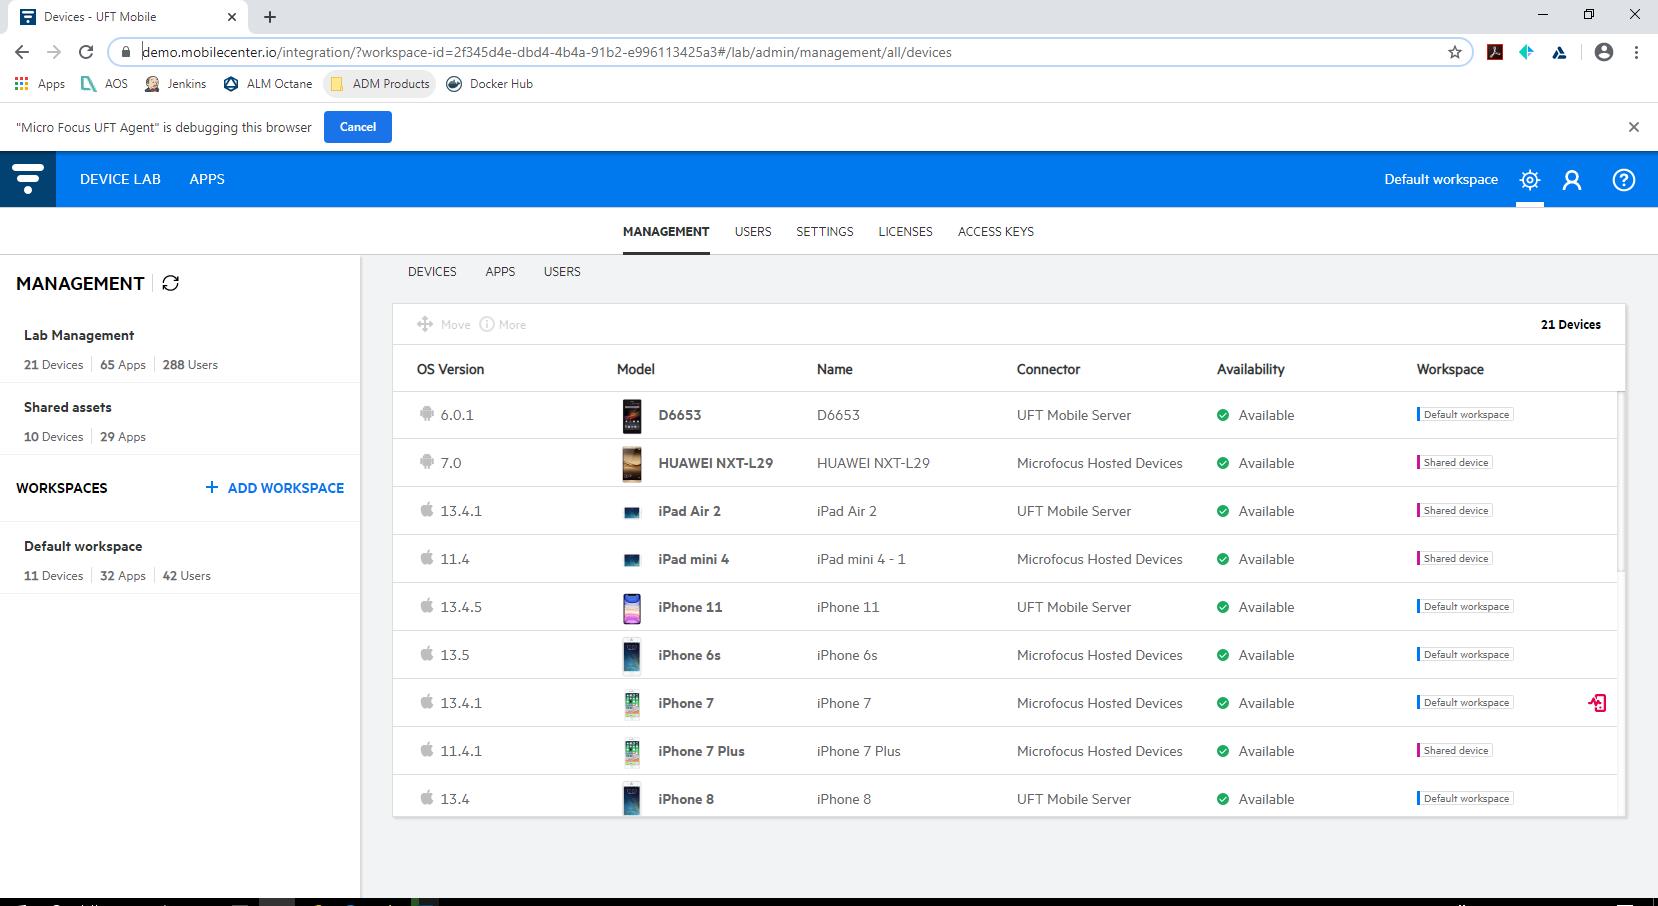 Devices - UFT Mobile
demo.mobilecenter.io/integration/?workspace-id=2f345d4e-dbd4-4b4a-91b2-e996113425a3#/lab/admin/management/all/devices
Apps AOS Jenkins ALM Octane ADM Products Docker Hub
"Micro Focus UFT Agent" is debugging this browser Cancel
DEVICE LAB APPS Default workspace
MANAGEMENT USERS SETTINGS LICENSES ACCESS KEYS
MANAGEMENT
Lab Management
21 Devices 65 Apps 288 Users
Shared assets
10 Devices 29 Apps
WORKSPACES + ADD WORKSPACE
Default workspace
11 Devices 32 Apps 42 Users
DEVICES APPS USERS
Move More 21 Devices
OS Version Model Name Connector Availability Workspace
6.0.1 D6653 D6653 UFT Mobile Server Available Default workspace
7.0 HUAWEI NXT-L29 HUAWEI NXT-L29 Microfocus Hosted Devices Available Shared device
13.4.1 iPad Air 2 iPad Air 2 UFT Mobile Server Available Shared device
11.4 iPad mini 4 iPad mini 4 - 1 Microfocus Hosted Devices Available Shared device
13.4.5 iPhone 11 iPhone 11 UFT Mobile Server Available Default workspace
13.5 iPhone 6s iPhone 6s Microfocus Hosted Devices Available Default workspace
13.4.1 iPhone 7 iPhone 7 Microfocus Hosted Devices Available Default workspace
11.4.1 iPhone 7 Plus iPhone 7 Plus Microfocus Hosted Devices Available Shared device
13.4 iPhone 8 iPhone 8 UFT Mobile Server Available Default workspace